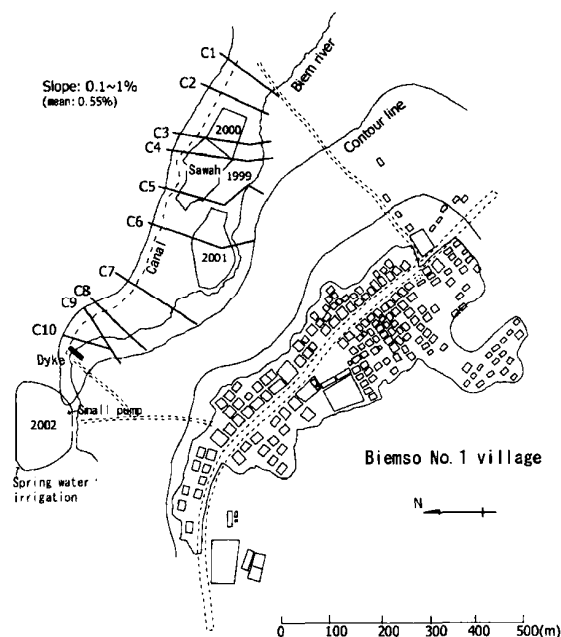 C1
C2
Biem river
Slope: 0.1~1%
(mean: 0.55%)
Contour line
2000
C3
C4
Sawah
1999
C5
C6
Canal
2001
C7
C8
C9
C10
Dyke
Small pump
2002
Spring water
irrigation
Biemso No. 1 village
N
0 100 200 300 400 500(m)